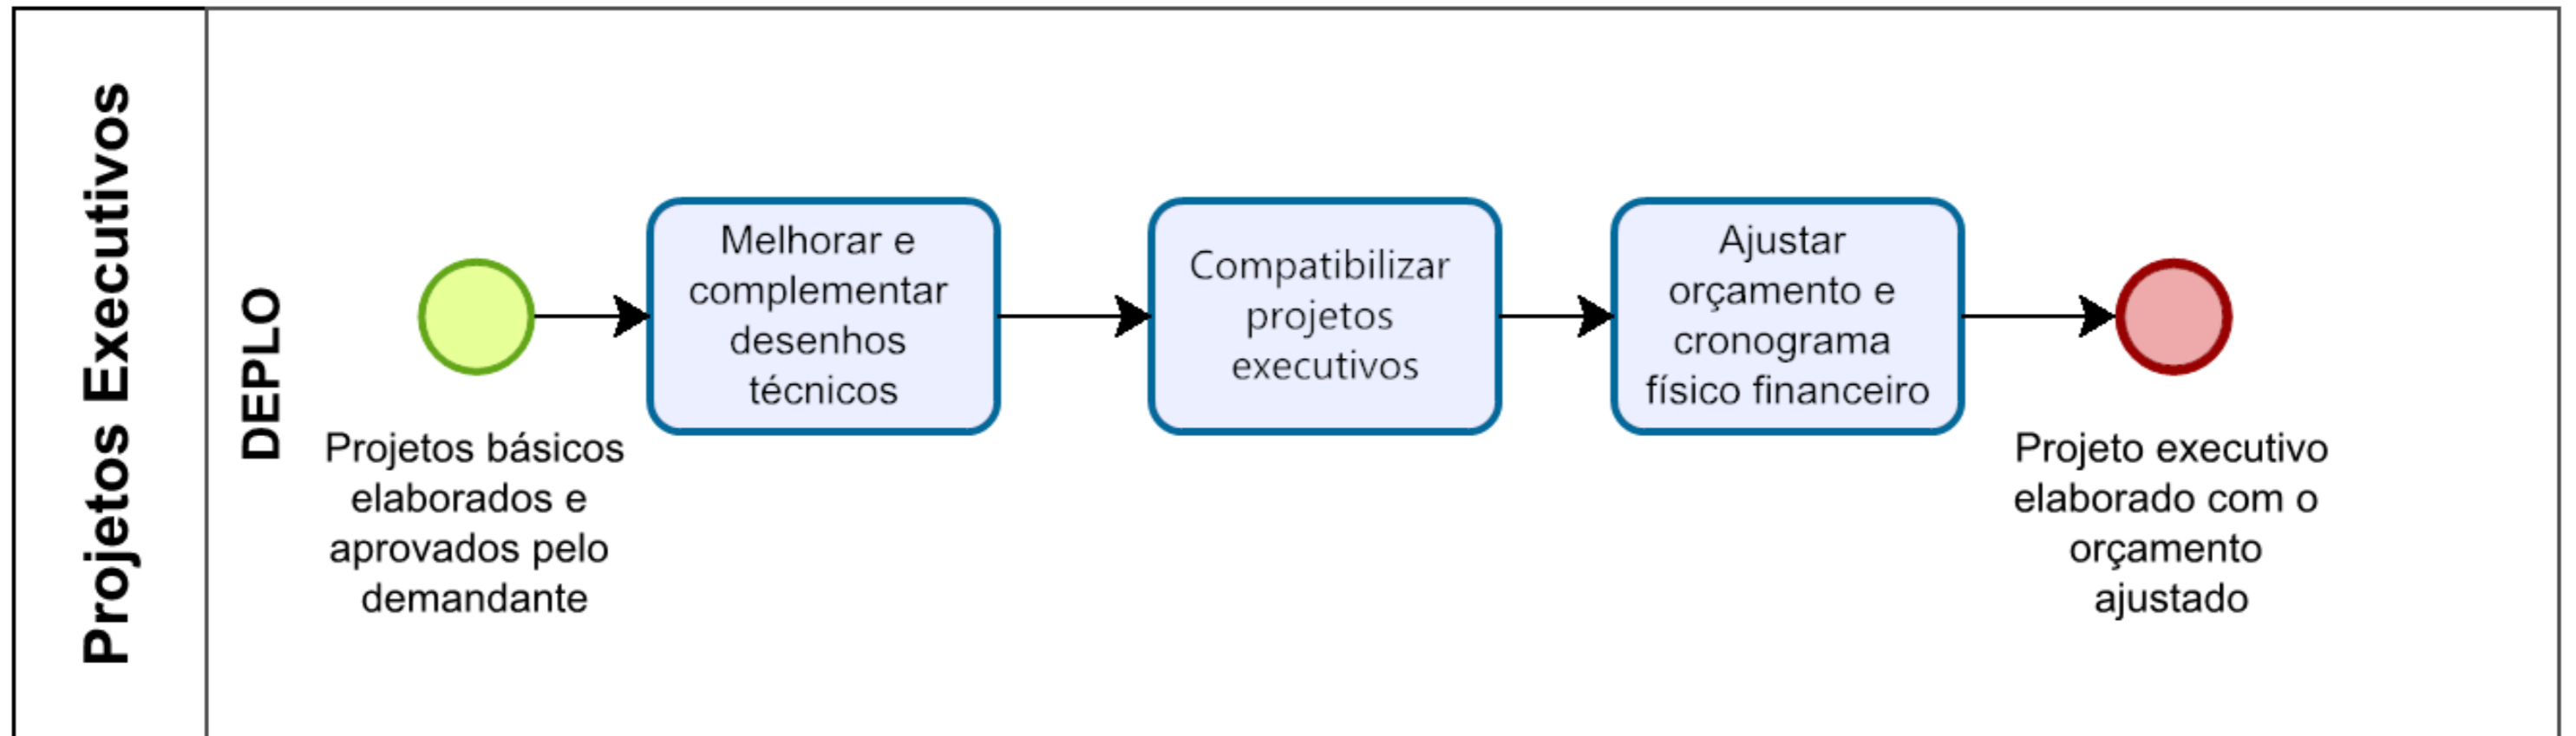 Projetos Executivos
DEPLO
Projetos básicos
elaborados e
aprovados pelo
demandante
Melhorar e
complementar
desenhos
técnicos
Compatibilizar
projetos
executivos
Ajustar
orçamento e
cronograma
físico financeiro
Projeto executivo
elaborado com o
orçamento
ajustado